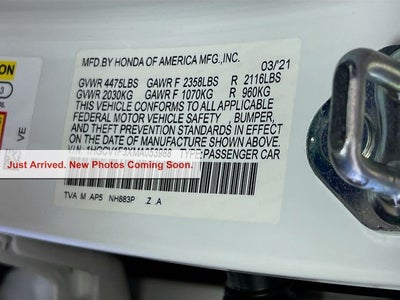 MFD.BY HONDA OF AMERICA MFG.,INC. 03/'21
GVWR 4475LBS GAWR F 2358LBS R 2116LBS
GVWR 2030KG GAWR F 1070KG R 960KG
THIS VEHICLE CONFORMS TO ALL APPLICABLE
FEDERAL MOTOR VEHICLE SAFETY , BUMPER,
AND THEFT PREVENTION STANDARDS IN EFFECT
ON THE DATE OF MANUFACTURE SHOWN ABOVE.
TYPE:PASSENGER CAR
Just Arrived. New Photos Coming Soon.
TVA M AP5 NH883P .Z A
VE